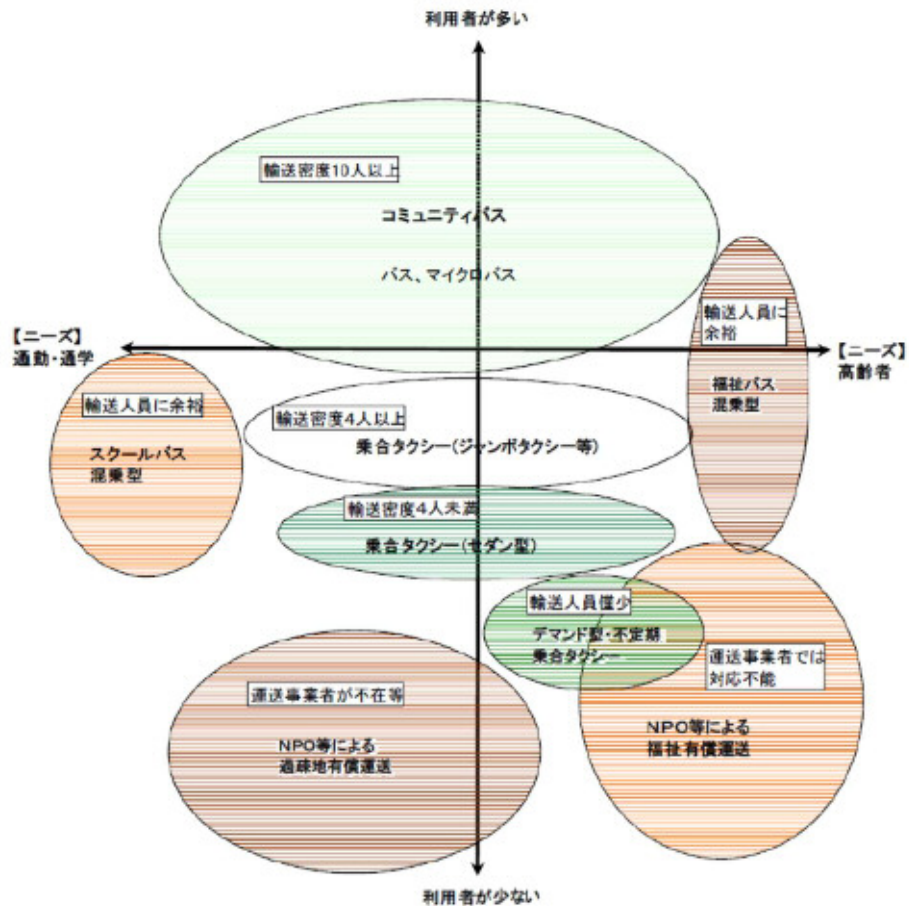 利用者が多い
輸送密度10人以上
コミュニティバス
バス、マイクロバス
【ニーズ】
通勤・通学
輸送人員に
余裕
【ニーズ】
高齢者
福祉バス
混乗型
輸送人員に余裕
スクールバス
混乗型
輸送密度4人以上
乗合タクシー(ジャンボタクシー等)
輸送密度4人未満
乗合タクシー(セダン型)
輸送人員僅少
デマンド型・不定期
乗合タクシー
運送事業者では
対応不能
運送事業者が不在等
NPO等による
過疎地有償運送
NPO等による
福祉有償運送
利用者が少ない